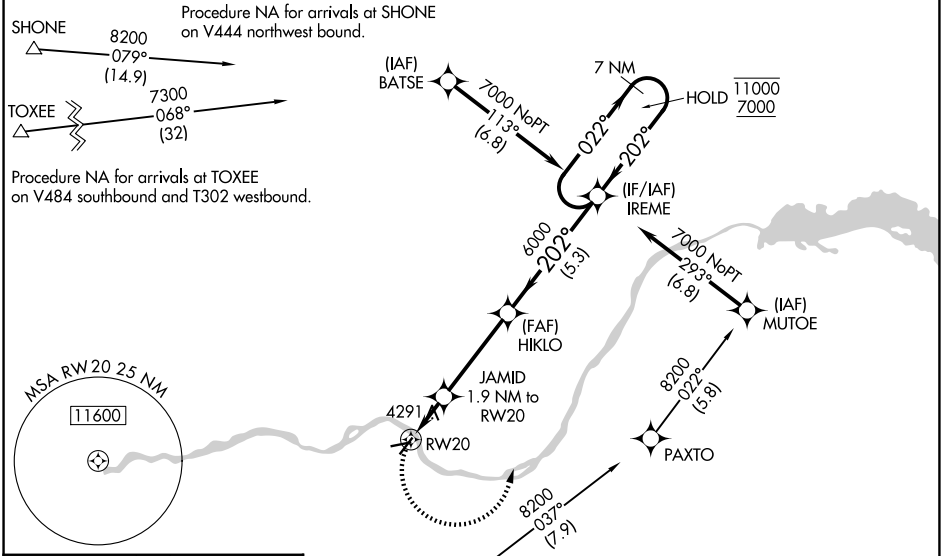 Procedure NA for arrivals at SHONE
on V444 northwest bound.
SHONE
8200
079°
(14.9)
TOXEE
7300
068°
(32)
Procedure NA for arrivals at TOXEE
on V484 southbound and T302 westbound.
(IAF)
BATSE
7000 NoPT
113°
(6.8)
7 NM
HOLD
11000
7000
022°
202°
(IF/IAF)
IREME
6000
202°
(5.3)
7000 NoPT
293°
(6.8)
(IAF)
MUTOE
(FAF)
HIKLO
JAMID
1.9 NM to
RW20
4291
RW20
8200
022°
(5.8)
PAXTO
8200
037°
(7.9)
MSA RW 20 25 NM
11600